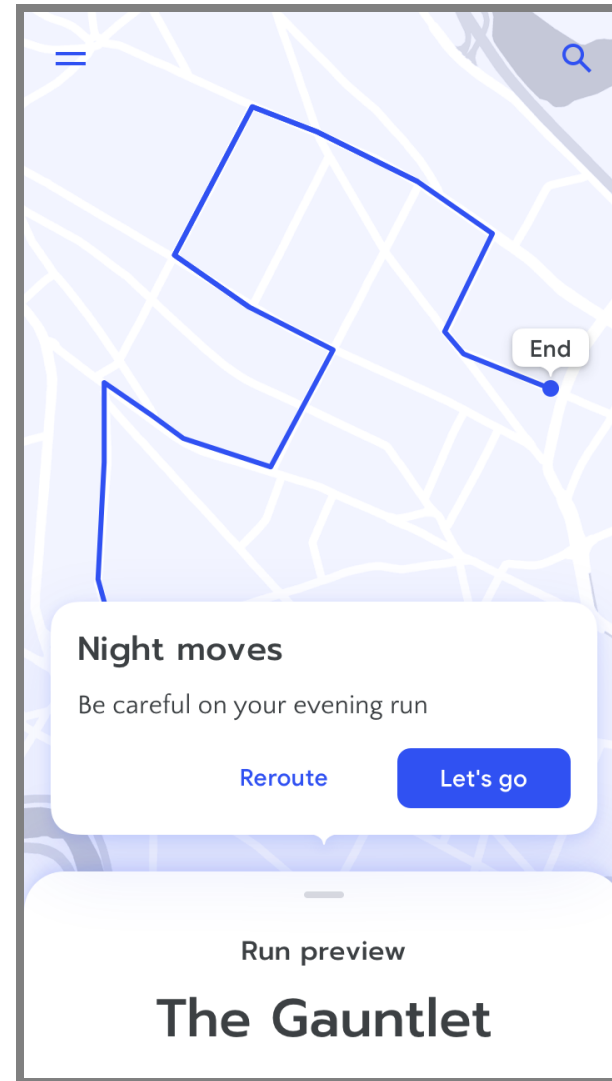 End
Night moves
Be careful on your evening run
Reroute
Let's go
Run preview
The Gauntlet